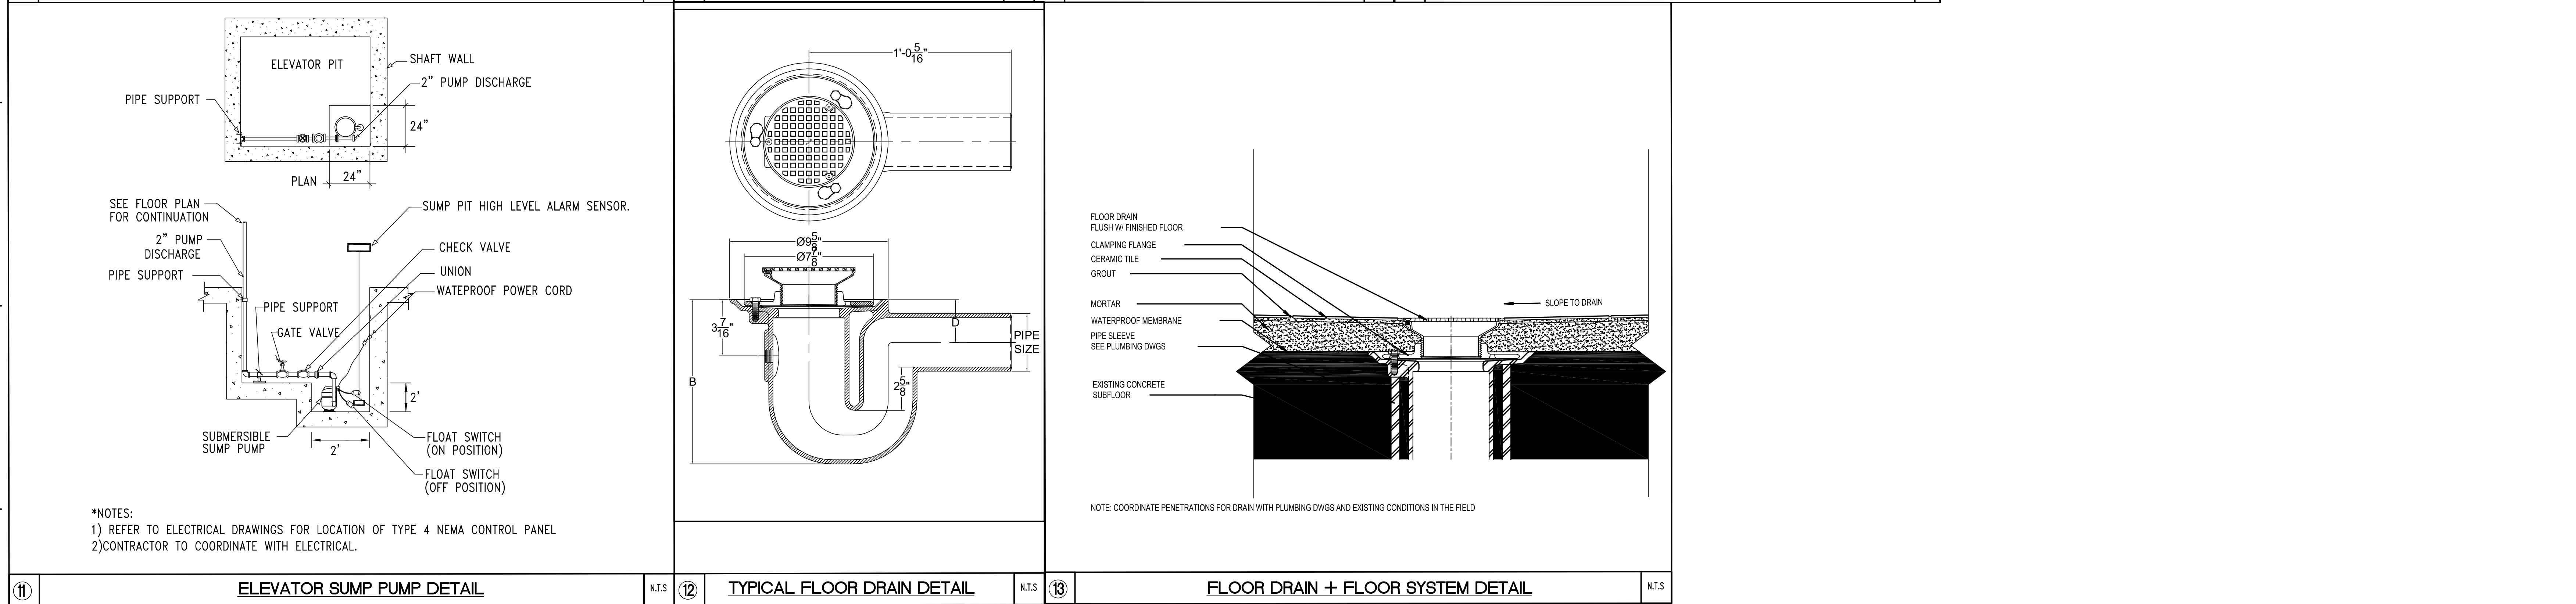 ELEVATOR PIT
SHAFT WALL
2" PUMP DISCHARGE
PIPE SUPPORT
24"
PLAN
24"
SEE FLOOR PLAN
FOR CONTINUATION
SUMP PIT HIGH LEVEL ALARM SENSOR.
2" PUMP
DISCHARGE
CHECK VALVE
PIPE SUPPORT
UNION
WATEPROOF POWER CORD
PIPE SUPPORT
GATE VALVE
2'
SUBMERSIBLE
SUMP PUMP
2'
FLOAT SWITCH
(ON POSITION)
FLOAT SWITCH
(OFF POSITION)
*NOTES:
1) REFER TO ELECTRICAL DRAWINGS FOR LOCATION OF TYPE 4 NEMA CONTROL PANEL
2)CONTRACTOR TO COORDINATE WITH ELECTRICAL.
11
ELEVATOR SUMP PUMP DETAIL
N.T.S
1'-0 5/16"
Ø9 5/8"
Ø7 7/8"
3 7/16"
D
PIPE
SIZE
B
2 5/8"
12
TYPICAL FLOOR DRAIN DETAIL
N.T.S
FLOOR DRAIN
FLUSH W/ FINISHED FLOOR
CLAMPING FLANGE
CERAMIC TILE
GROUT
MORTAR
SLOPE TO DRAIN
WATERPROOF MEMBRANE
PIPE SLEEVE
SEE PLUMBING DWGS
EXISTING CONCRETE
SUBFLOOR
NOTE: COORDINATE PENETRATIONS FOR DRAIN WITH PLUMBING DWGS AND EXISTING CONDITIONS IN THE FIELD
13
FLOOR DRAIN + FLOOR SYSTEM DETAIL
N.T.S